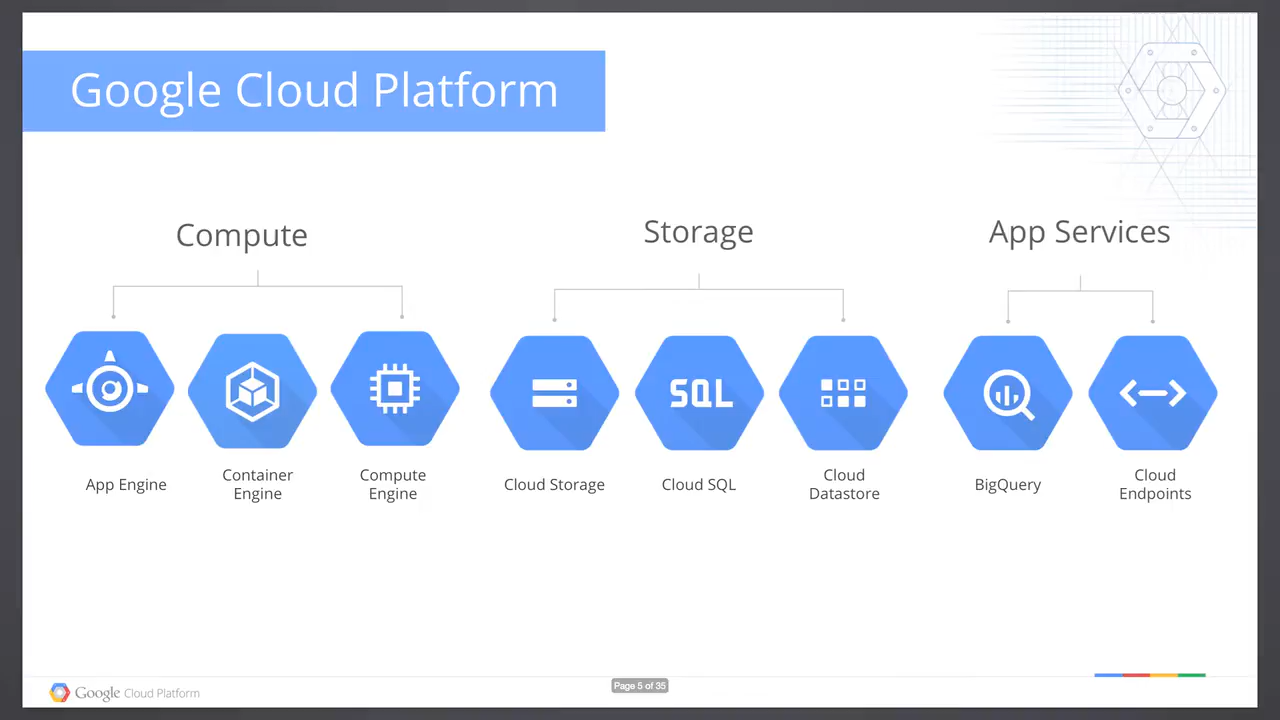 Google Cloud Platform
Compute
Storage
App Services
SQL
App Engine
Container
Engine
Compute
Engine
Cloud Storage
Cloud SQL
Cloud
Datastore
BigQuery
Cloud
Endpoints
Google Cloud Platform
Page 5 of 35